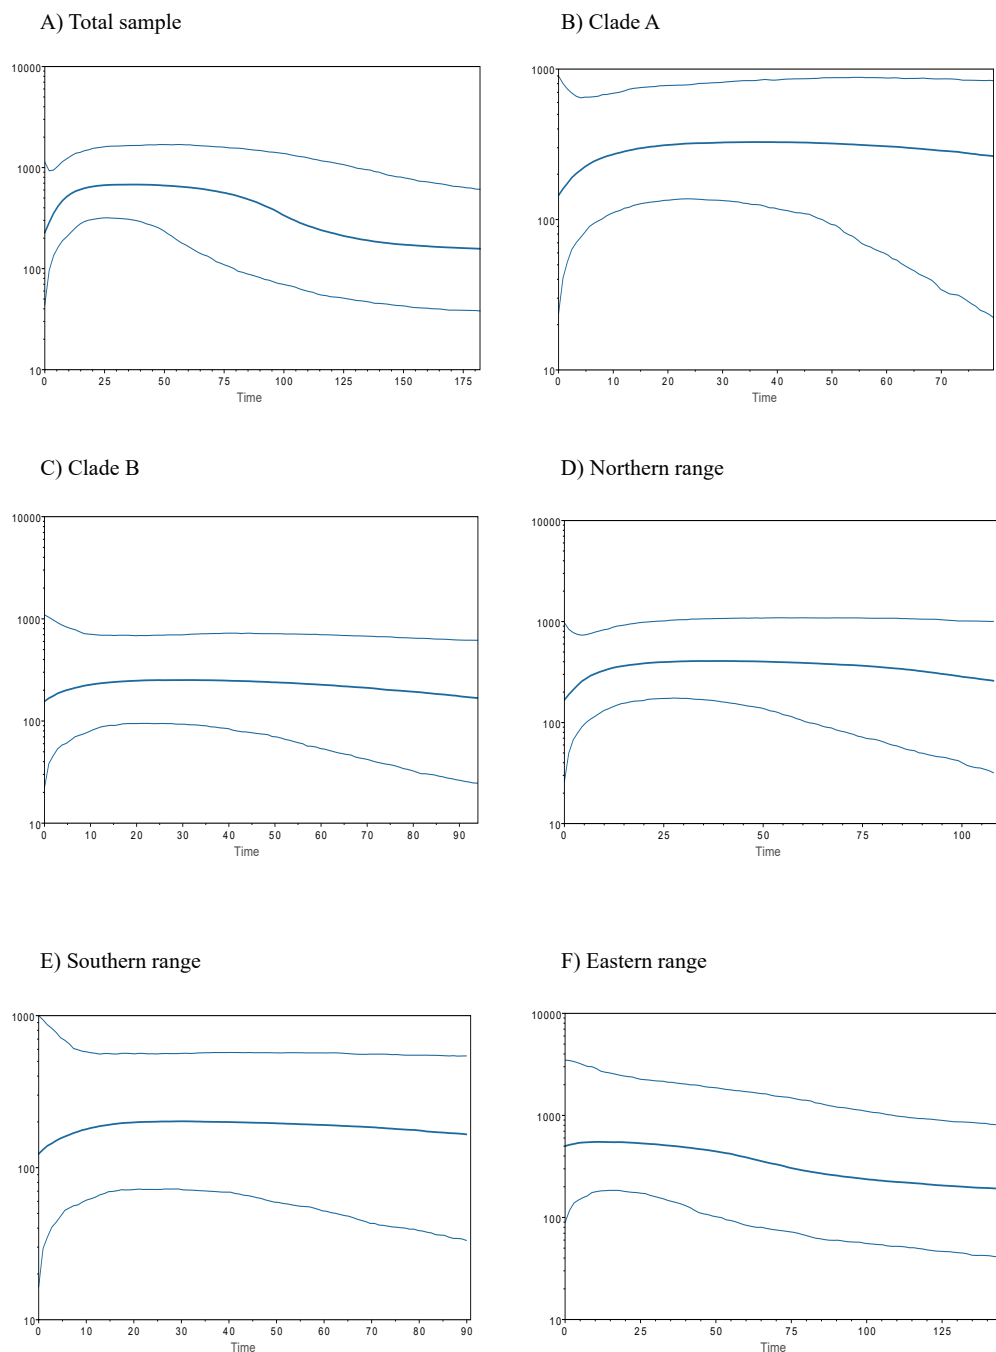 A) Total sample
B) Clade A
10000
1000
100
10
0 25 50 75 100 125 150 175
Time
1000
100
10
0 10 20 30 40 50 60 70
Time
C) Clade B
D) Northern range
10000
1000
100
10
0 10 20 30 40 50 60 70 80 90
Time
10000
1000
100
10
0 25 50 75 100
Time
E) Southern range
F) Eastern range
1000
100
10
0 10 20 30 40 50 60 70 80 90
Time
10000
1000
100
10
0 25 50 75 100 125
Time